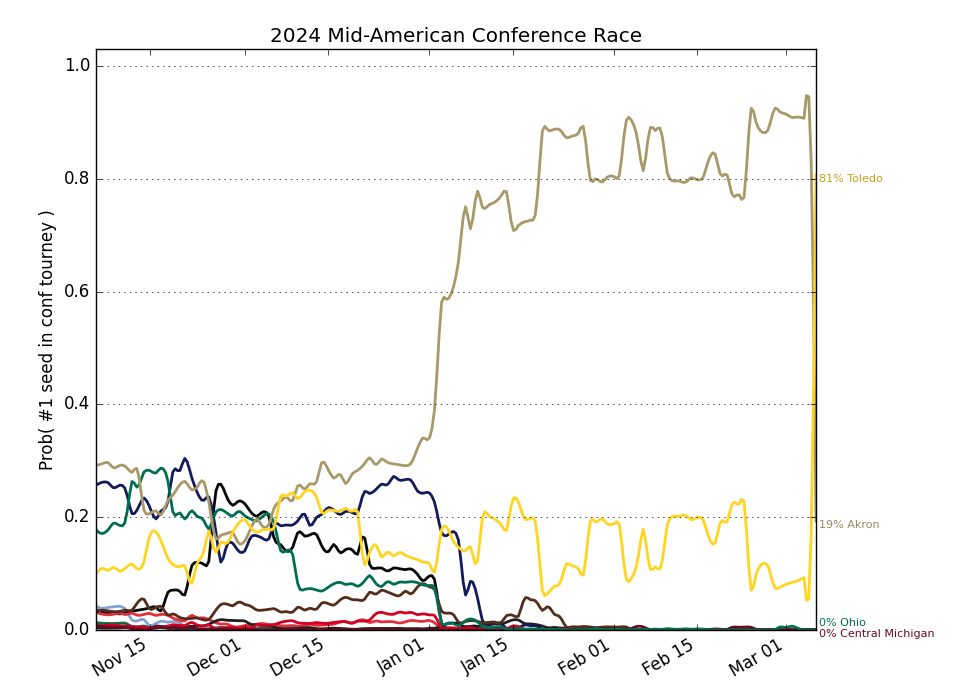 2024 Mid-American Conference Race
Prob( #1 seed in conf tourney )
1.0
0.8
0.6
0.4
0.2
0.0
81% Toledo
19% Akron
0% Ohio
0% Central Michigan
Nov 15
Dec 01
Dec 15
Jan 01
Jan 15
Feb 01
Feb 15
Mar 01